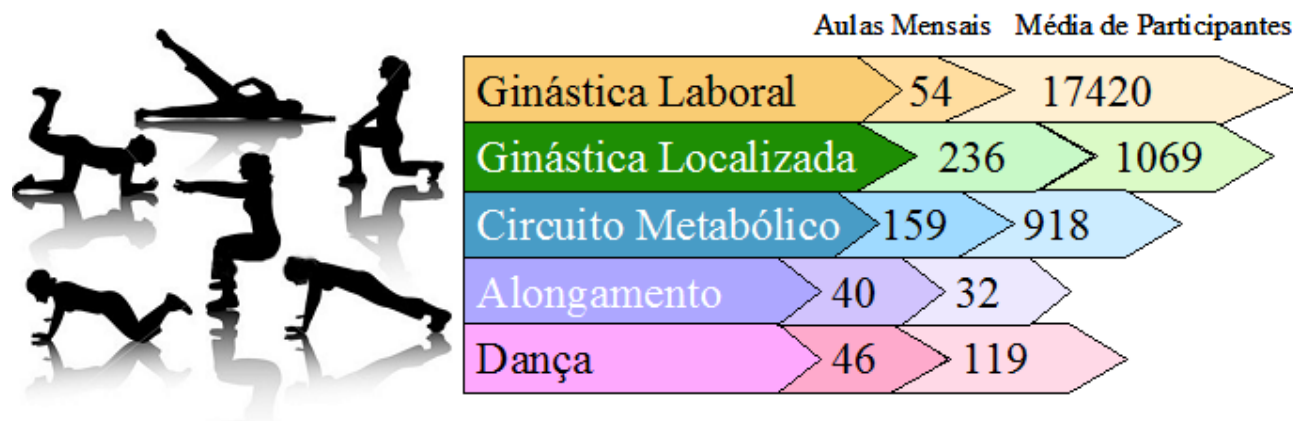 Aulas Mensais Média de Participantes
Ginástica Laboral 54 17420
Ginástica Localizada 236 1069
Circuito Metabólico 159 918
Alongamento 40 32
Dança 46 119